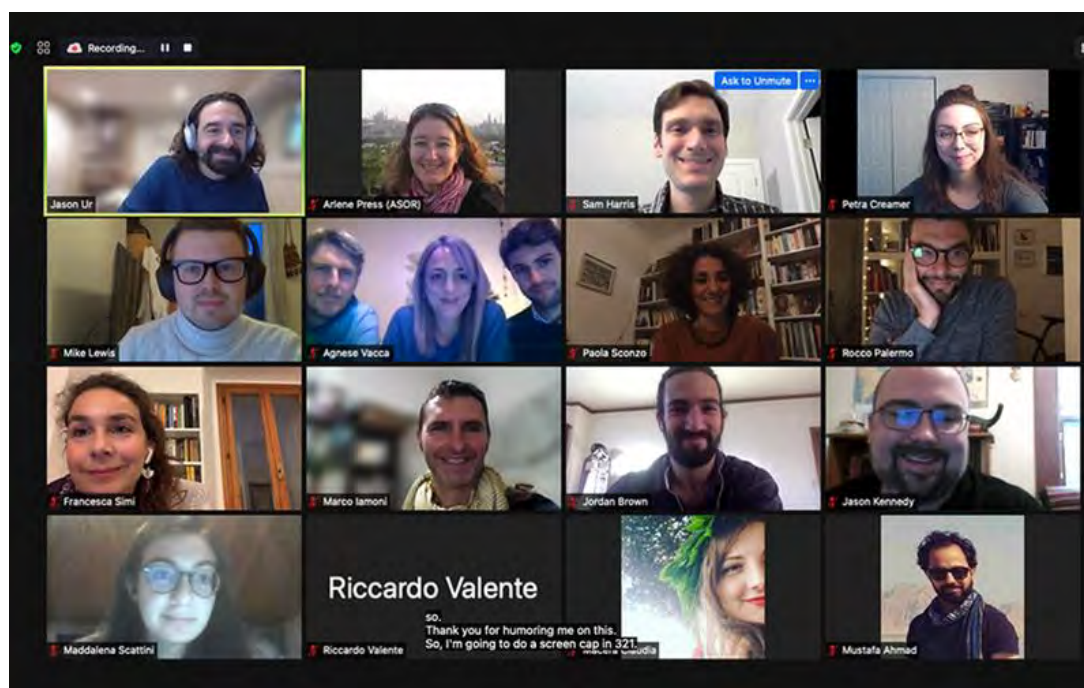 Recording...
Ask to Unmute
Jason Ur
Arlene Press (ASOR)
Sam Harris
Petra Creamer
Mike Lewis
Agnese Vacca
Paola Sconzo
Rocco Palermo
Francesca Simi
Marco Iamoni
Jordan Brown
Jason Kennedy
Riccardo Valente
so.
Thank you for humoring me on this.
So, I'm going to do a screen cap in 321.
Maddalena Scattini
Riccardo Valente
Mustafa Ahmad